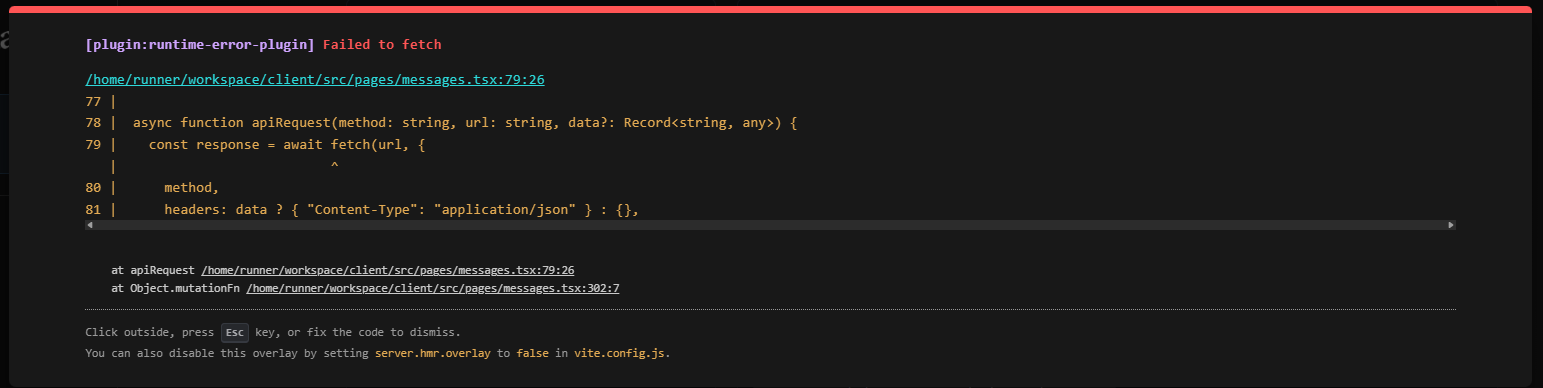 [plugin:runtime-error-plugin] Failed to fetch
/home/runner/workspace/client/src/pages/messages.tsx:79:26
77 |
78 |  async function apiRequest(method: string, url: string, data?: Record<string, any>) {
79 |    const response = await fetch(url, {
   |                           ^
80 |      method,
81 |      headers: data ? { "Content-Type": "application/json" } : {},
at apiRequest /home/runner/workspace/client/src/pages/messages.tsx:79:26
at Object.mutationFn /home/runner/workspace/client/src/pages/messages.tsx:302:7
Click outside, press Esc key, or fix the code to dismiss.
You can also disable this overlay by setting server.hmr.overlay to false in vite.config.js.